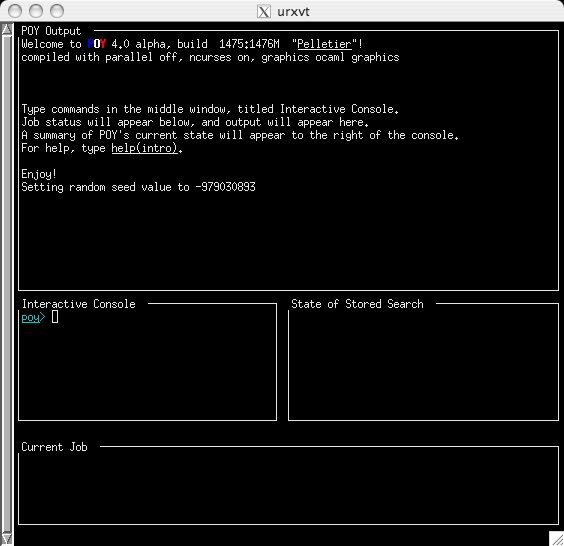 urxvt
POY Output
Welcome to POY 4.0 alpha, build  1475:1476M  "Pelletier"!
compiled with parallel off, ncurses on, graphics ocaml graphics
Type commands in the middle window, titled Interactive Console.
Job status will appear below, and output will appear here.
A summary of POY's current state will appear to the right of the console.
For help, type help(intro).
Enjoy!
Setting random seed value to -979030893
Interactive Console
poy>
State of Stored Search
Current Job